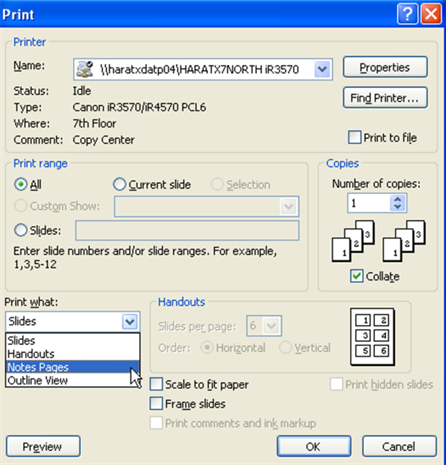 Print
Printer
Name: \\haratxdatp04\HARATX7NORTH iR3570 Properties
Status: Idle
Type: Canon iR3570/iR4570 PCL6 Find Printer...
Where: 7th Floor
Comment: Copy Center Print to file
Print range
All Current slide Selection
Custom Show:
Slides:
Enter slide numbers and/or slide ranges. For example,
1,3,5-12
Copies
Number of copies:
1
1 2 3 1 2 3
Collate
Print what:
Slides
Slides
Handouts
Notes Pages
Outline View
Handouts
Slides per page: 6
Order: Horizontal Vertical
1 2
3 4
5 6
Scale to fit paper Print hidden slides
Frame slides
Print comments and ink markup
Preview OK Cancel